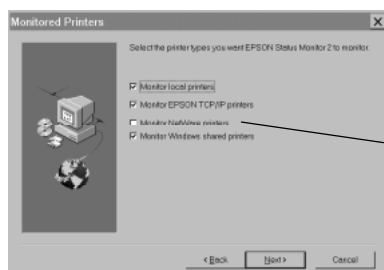 Monitored Printers
Select the printer types you want EPSON Status Monitor 2 to monitor.
Monitor local printers
Monitor EPSON TCP/IP printers
Monitor NetWare printers
Monitor Windows shared printers
< Back
Next >
Cancel